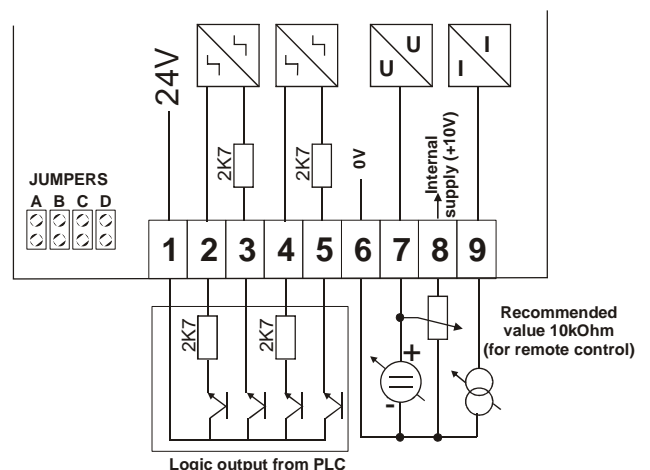 24V
U
U
I
I
2K7
2K7
0V
Internal
supply (+10V)
JUMPERS
A B C D
1 2 3 4 5 6 7 8 9
2K7
2K7
+
-
Recommended
value 10kOhm
(for remote control)
Logic output from PLC